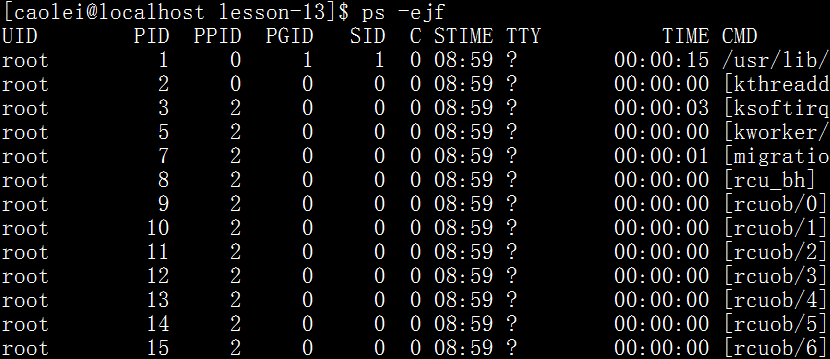 [caolei@localhost lesson-13]$ ps -ejf
UID PID PPID PGID SID C STIME TTY TIME CMD
root 1 0 1 1 0 08:59 ? 00:00:15 /usr/lib/
root 2 0 0 0 0 08:59 ? 00:00:00 [kthreadd
root 3 2 0 0 0 08:59 ? 00:00:03 [ksoftirq
root 5 2 0 0 0 08:59 ? 00:00:00 [kworker/
root 7 2 0 0 0 08:59 ? 00:00:01 [migratio
root 8 2 0 0 0 08:59 ? 00:00:00 [rcu_bh]
root 9 2 0 0 0 08:59 ? 00:00:00 [rcuob/0]
root 10 2 0 0 0 08:59 ? 00:00:00 [rcuob/1]
root 11 2 0 0 0 08:59 ? 00:00:00 [rcuob/2]
root 12 2 0 0 0 08:59 ? 00:00:00 [rcuob/3]
root 13 2 0 0 0 08:59 ? 00:00:00 [rcuob/4]
root 14 2 0 0 0 08:59 ? 00:00:00 [rcuob/5]
root 15 2 0 0 0 08:59 ? 00:00:00 [rcuob/6]